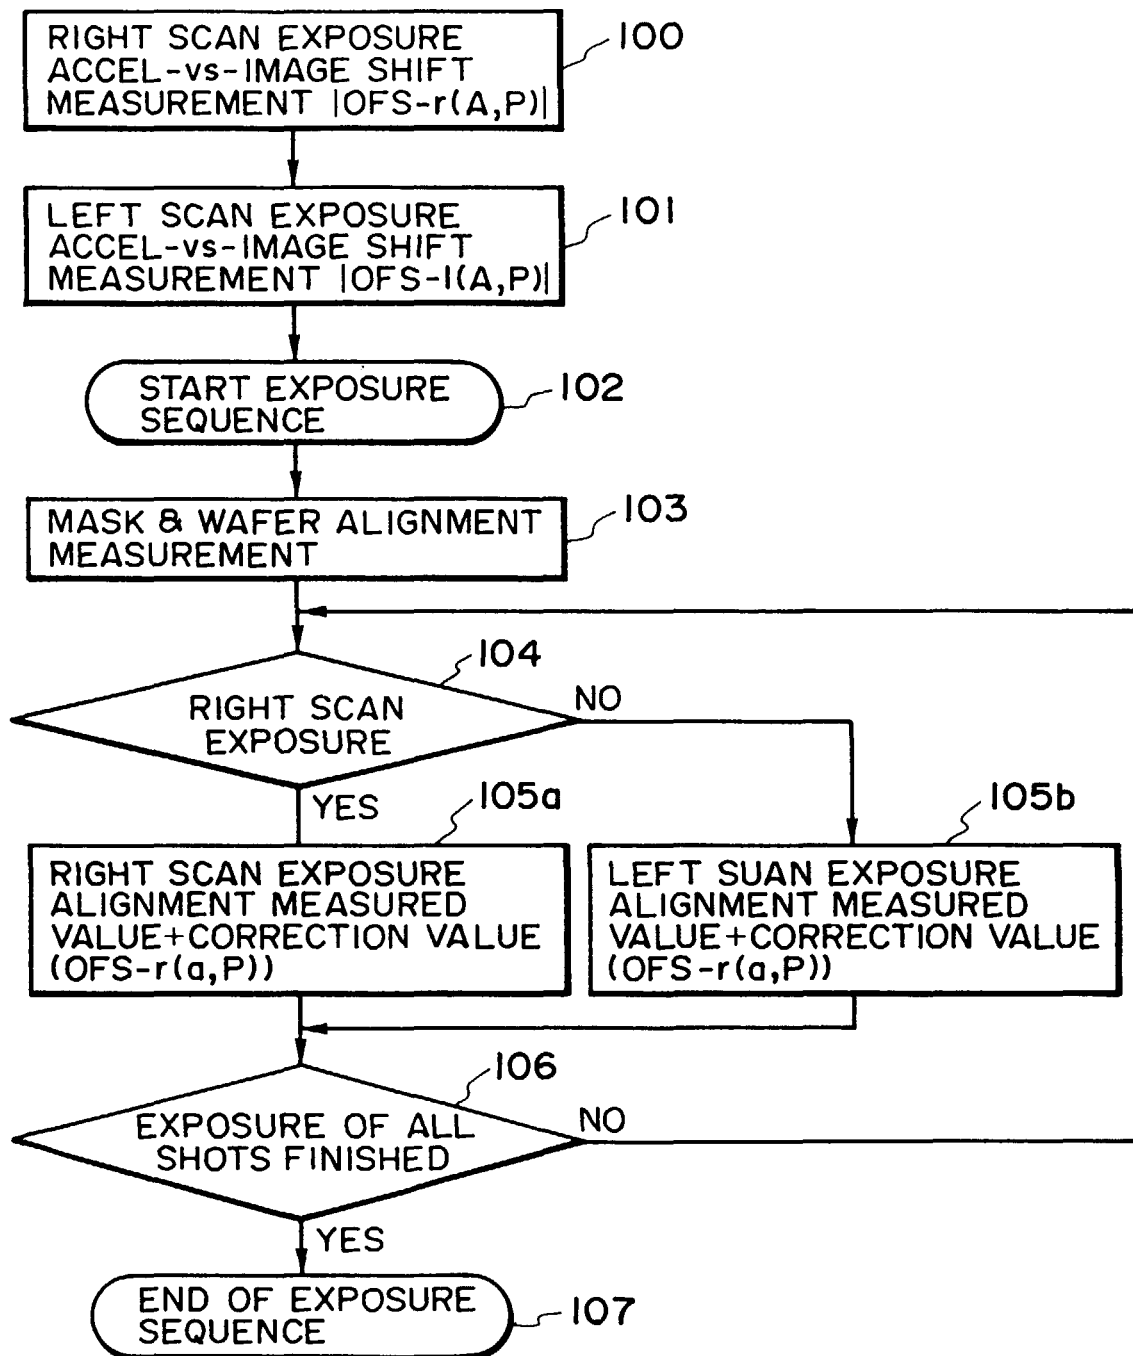 RIGHT SCAN EXPOSURE
ACCEL-vs-IMAGE SHIFT
MEASUREMENT |OFS-r(A,P)|
100
LEFT SCAN EXPOSURE
ACCEL-vs-IMAGE SHIFT
MEASUREMENT |OFS-l(A,P)|
101
START EXPOSURE
SEQUENCE
102
MASK & WAFER ALIGNMENT
MEASUREMENT
103
104
RIGHT SCAN
EXPOSURE
NO
YES
105a
RIGHT SCAN EXPOSURE
ALIGNMENT MEASURED
VALUE+CORRECTION VALUE
(OFS-r(a,P))
105b
LEFT SUAN EXPOSURE
ALIGNMENT MEASURED
VALUE+CORRECTION VALUE
(OFS-r(a,P))
106
EXPOSURE OF ALL
SHOTS FINISHED
NO
YES
END OF EXPOSURE
SEQUENCE
107